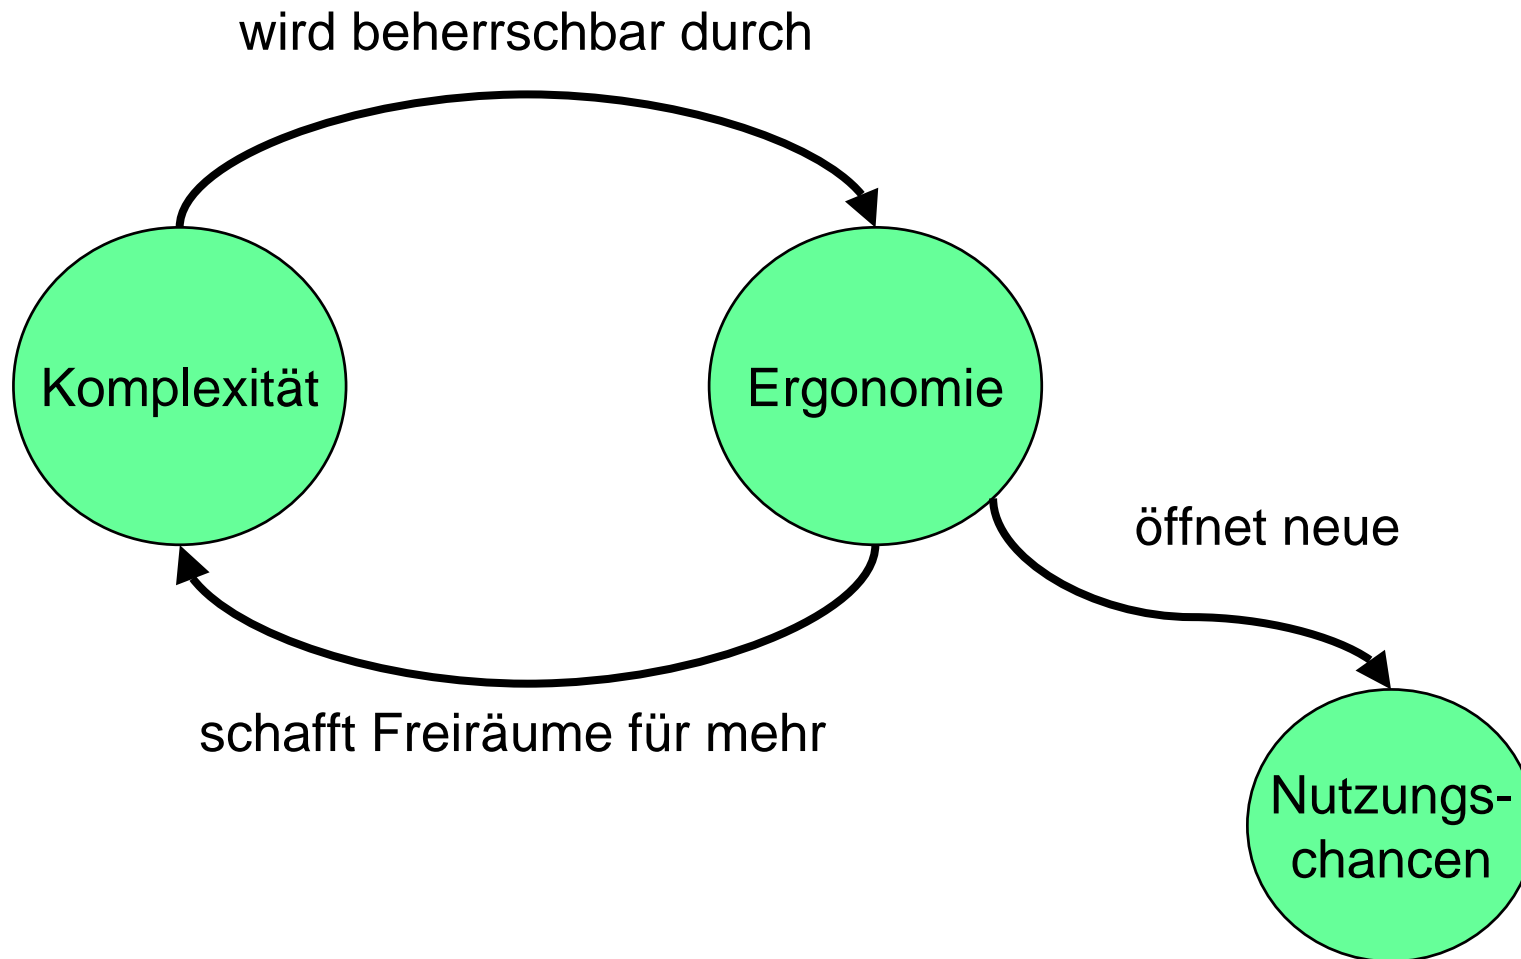 wird beherrschbar durch
Komplexität
Ergonomie
öffnet neue
schafft Freiräume für mehr
Nutzungs-
chancen